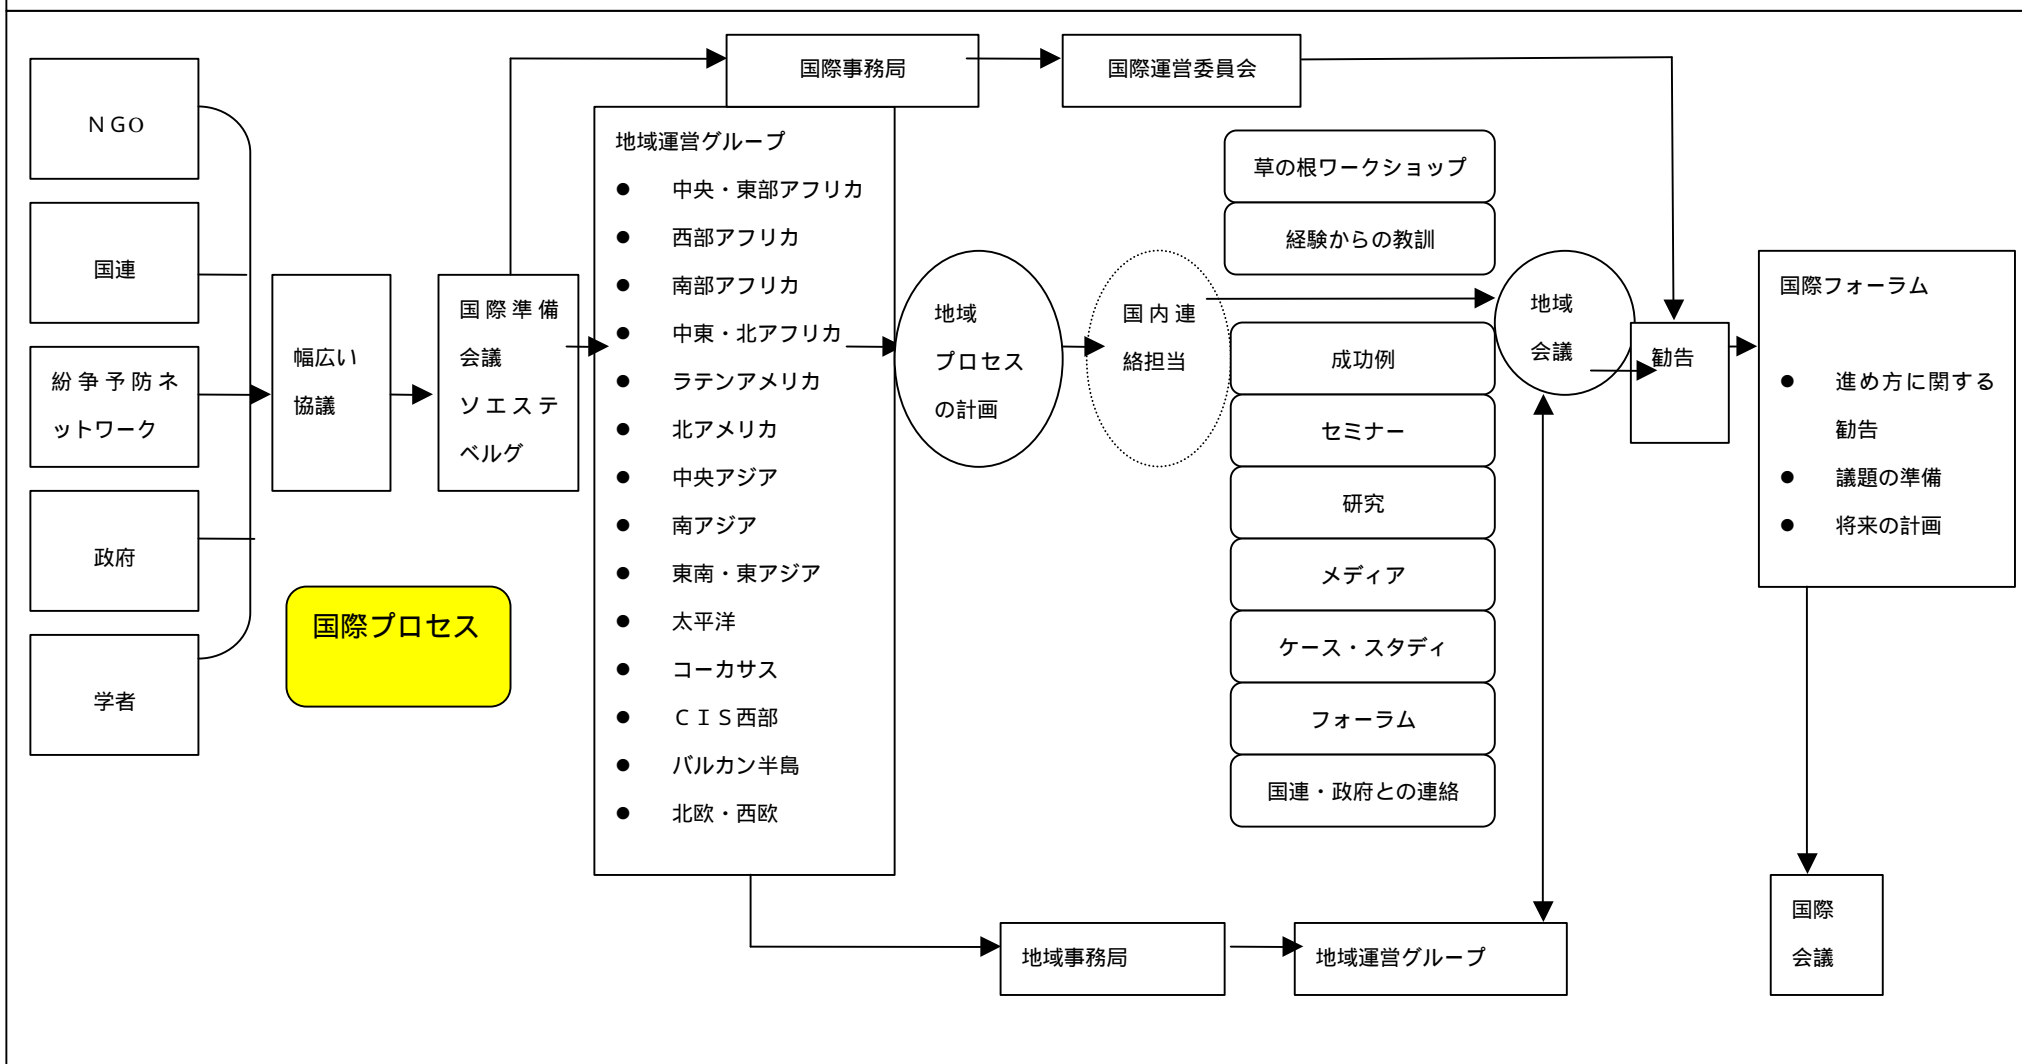 ＮＧＯ
国連
紛争予防ネ
ットワーク
政府
学者
幅広い
協議
国際プロセス
国際準備
会議
ソエステ
ベルグ
国際事務局
国際運営委員会
地域運営グループ
● 中央・東部アフリカ
● 西部アフリカ
● 南部アフリカ
● 中東・北アフリカ
● ラテンアメリカ
● 北アメリカ
● 中央アジア
● 南アジア
● 東南・東アジア
● 太平洋
● コーカサス
● ＣＩＳ西部
● バルカン半島
● 北欧・西欧
地域
プロセス
の計画
国内連
絡担当
草の根ワークショップ
経験からの教訓
成功例
セミナー
研究
メディア
ケース・スタディ
フォーラム
国連・政府との連絡
地域
会議
勧告
国際フォーラム
● 進め方に関する
勧告
● 議題の準備
● 将来の計画
地域事務局
地域運営グループ
国際
会議